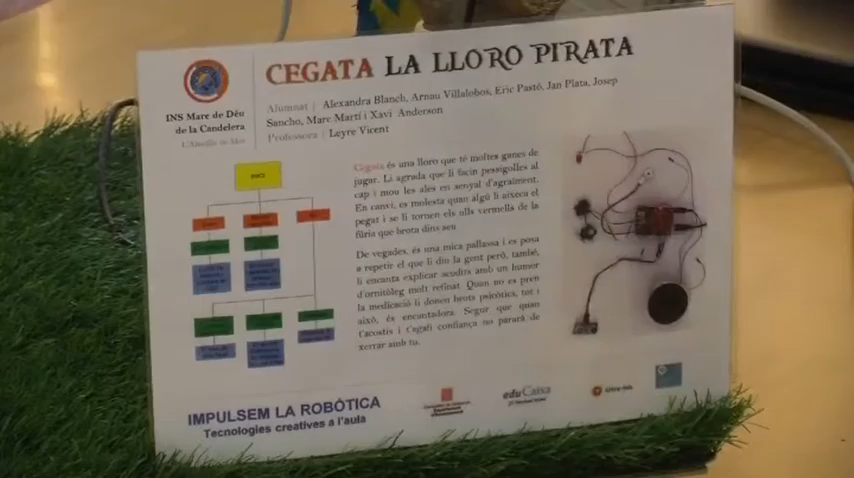 CEGATA LA LLORO PIRATA
INS Mare de Déu
de la Candelera
L'Ametlla de Mar
Alumnat | Alexandra Blanch, Arnau Villalobos, Eric Pastó, Jan Plata, Josep
Sancho, Marc Martí i Xavi Anderson
Professora | Leyre Vicent
Cegata és una lloro que té moltes ganes de
jugar. Li agrada que li facin pessigolles al
cap i mou les ales en senyal d'agraïment.
En canvi, es molesta quan algú li aixeca el
pegat i se li tornen els ulls vermells de la
fúria que brota dins seu.
De vegades, és una mica pallassa i es posa
a repetir el que li diu la gent però, també,
li encanta explicar acudits amb un humor
d'ornitòleg molt refinat. Quan no es pren
la medicació li donen brots psicòtics, tot i
això, és encantadora. Segur que quan
t'acostis i t'agafi confiança no pararà de
xerrar amb tu.
IMPULSEM LA ROBÒTICA
Tecnologies creatives a l'aula
eduCaixa